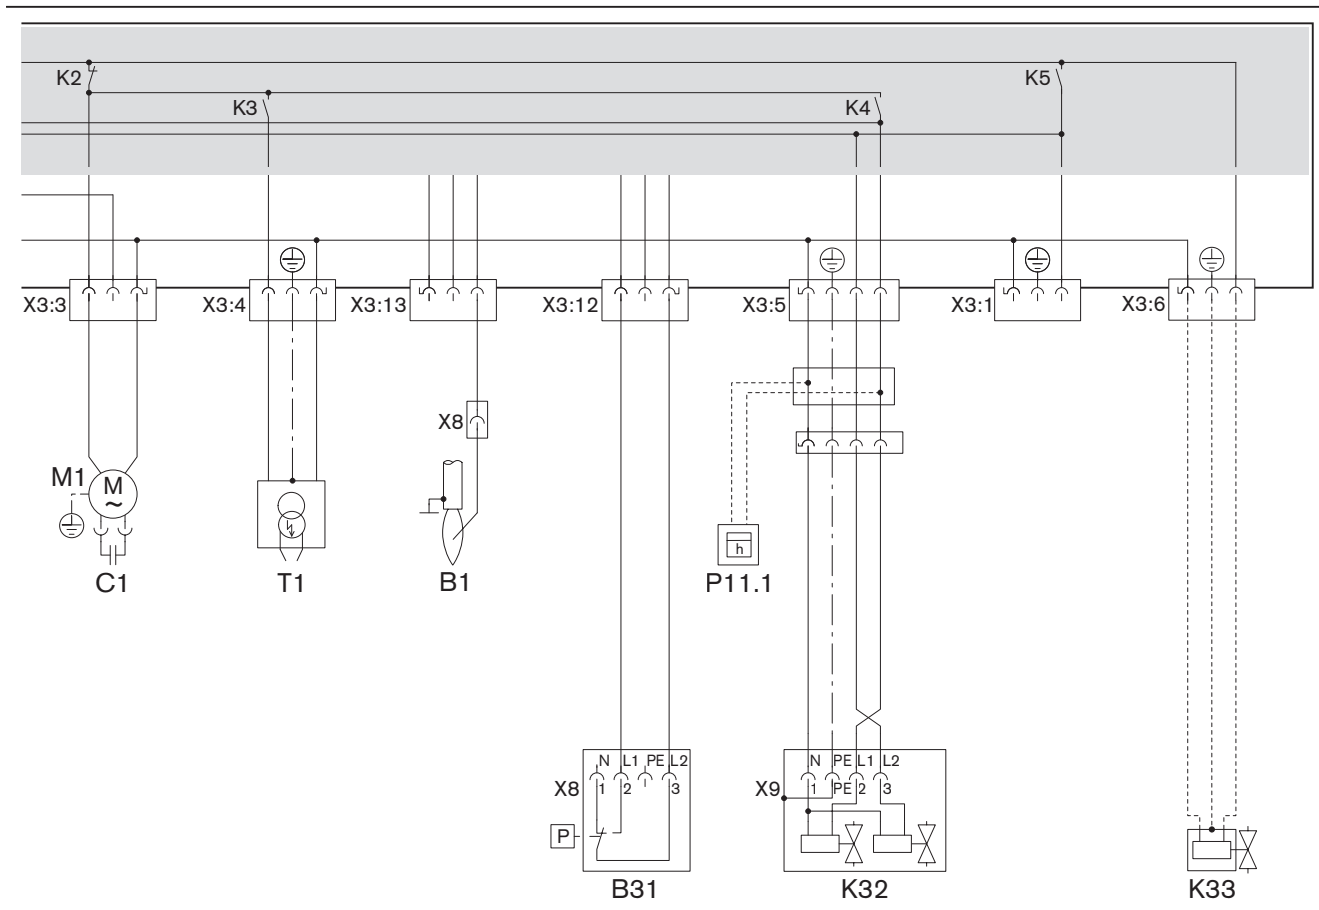 K2
K3
K4
K5
X3:3
X3:4
X3:13
X3:12
X3:5
X3:1
X3:6
X8
M1
M
~
C1
T1
B1
h
P11.1
N L1 PE L2
X8
1 2 3
P
B31
N PE L1 L2
X9
1 PE 2 3
K32
K33